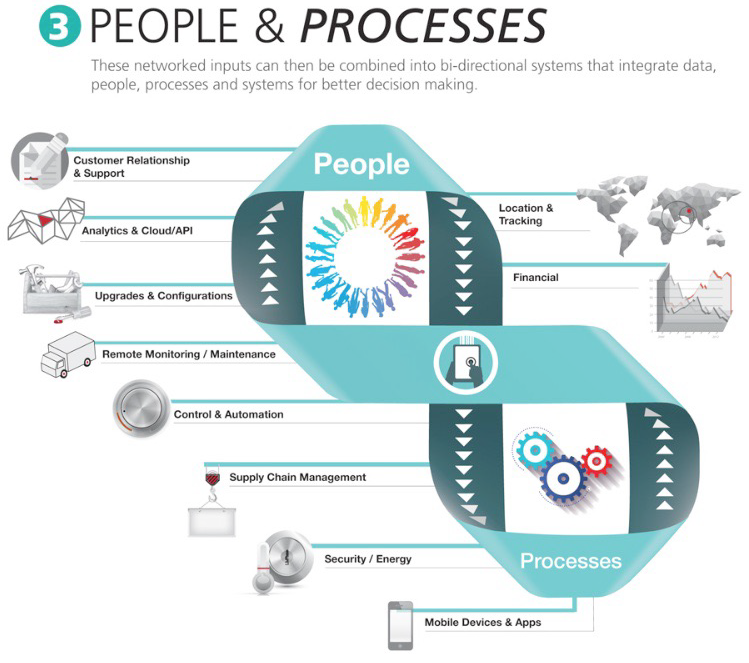 3 PEOPLE & PROCESSES
These networked inputs can then be combined into bi-directional systems that integrate data,
people, processes and systems for better decision making.
People
Customer Relationship
& Support
Analytics & Cloud/API
Upgrades & Configurations
Remote Monitoring / Maintenance
Control & Automation
Supply Chain Management
Security / Energy
Mobile Devices & Apps
Location &
Tracking
Financial
Processes